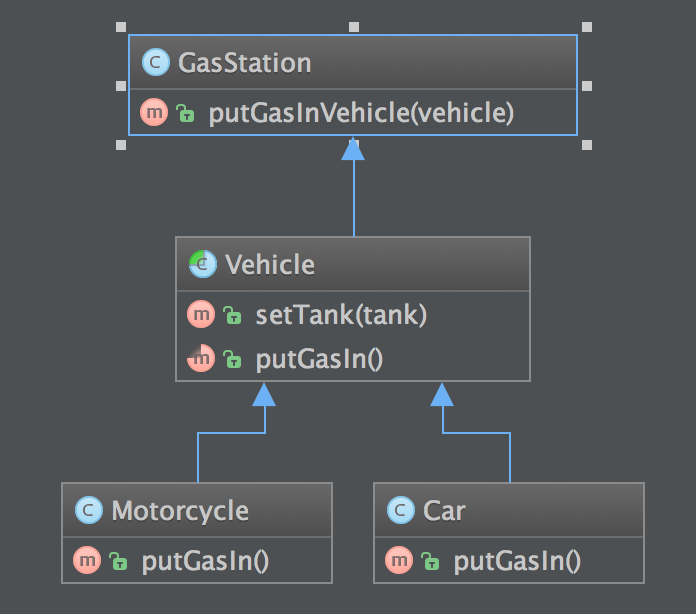 C GasStation
m T putGasInVehicle(vehicle)
C Vehicle
m T setTank(tank)
m T putGasIn()
C Motorcycle
m T putGasIn()
C Car
m T putGasIn()